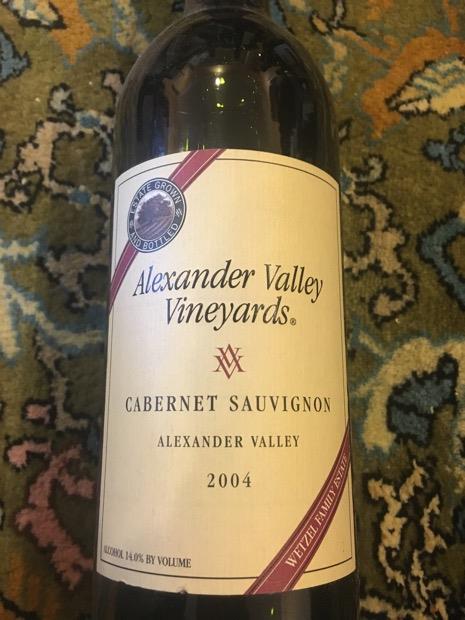 ESTATE GROWN
AND BOTTLED
Alexander Valley
Vineyards®
CABERNET SAUVIGNON
ALEXANDER VALLEY
2004
WETZEL FAMILY ESTATE
ALCOHOL 14.0% BY VOLUME